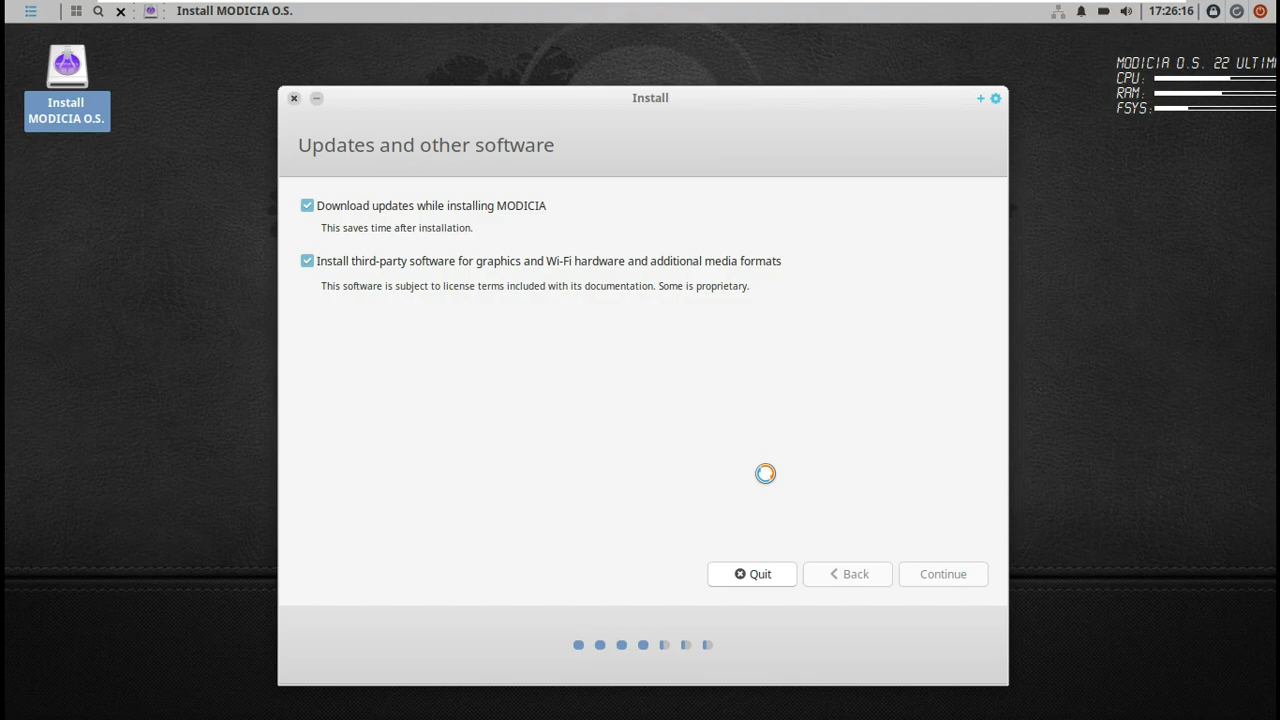 Install MODICIA O.S.
17:26:16
Install
MODICIA O.S.
MODICIA O.S. 22 ULTIM
CPU:
RAM:
FSYS:
Install
Updates and other software
Download updates while installing MODICIA
This saves time after installation.
Install third-party software for graphics and Wi-Fi hardware and additional media formats
This software is subject to license terms included with its documentation. Some is proprietary.
Quit
Back
Continue